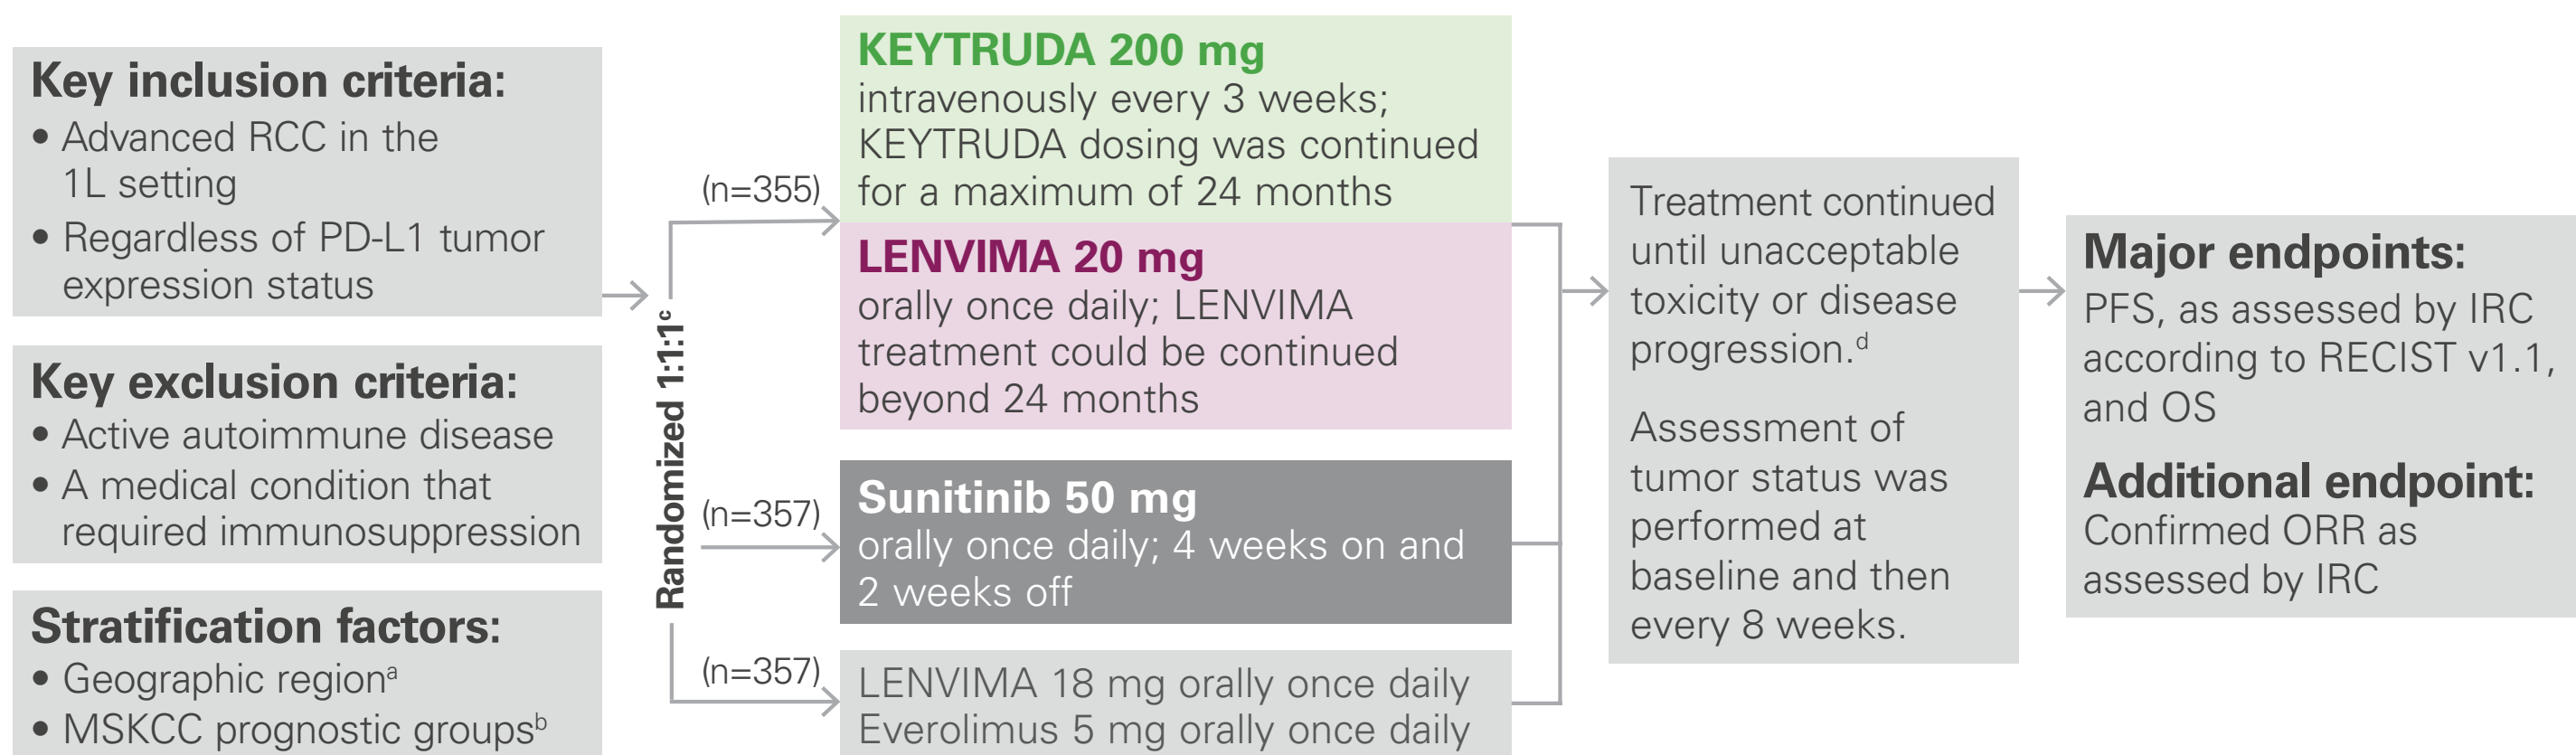 Key inclusion criteria:
• Advanced RCC in the
1L setting
• Regardless of PD-L1 tumor
expression status
Key exclusion criteria:
• Active autoimmune disease
• A medical condition that
required immunosuppression
Stratification factors:
• Geographic regionᵃ
• MSKCC prognostic groupsᵇ
Randomized 1:1:1ᶜ
(n=355)
KEYTRUDA 200 mg
intravenously every 3 weeks;
KEYTRUDA dosing was continued
for a maximum of 24 months
LENVIMA 20 mg
orally once daily; LENVIMA
treatment could be continued
beyond 24 months
(n=357)
Sunitinib 50 mg
orally once daily; 4 weeks on and
2 weeks off
(n=357)
LENVIMA 18 mg orally once daily
Everolimus 5 mg orally once daily
Treatment continued
until unacceptable
toxicity or disease
progression.ᵈ
Assessment of
tumor status was
performed at
baseline and then
every 8 weeks.
Major endpoints:
PFS, as assessed by IRC
according to RECIST v1.1,
and OS
Additional endpoint:
Confirmed ORR as
assessed by IRC